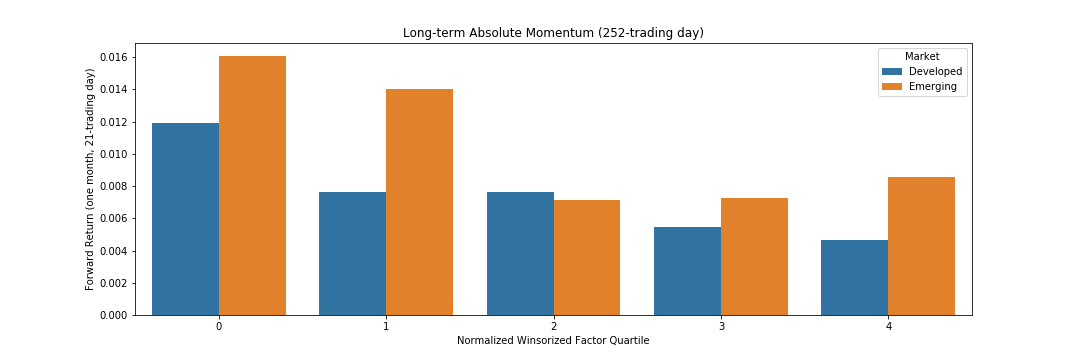 Long-term Absolute Momentum (252-trading day)
Market
Developed
Emerging
Forward Return (one month, 21-trading day)
0.016
0.014
0.012
0.010
0.008
0.006
0.004
0.002
0.000
0 1 2 3 4
Normalized Winsorized Factor Quartile